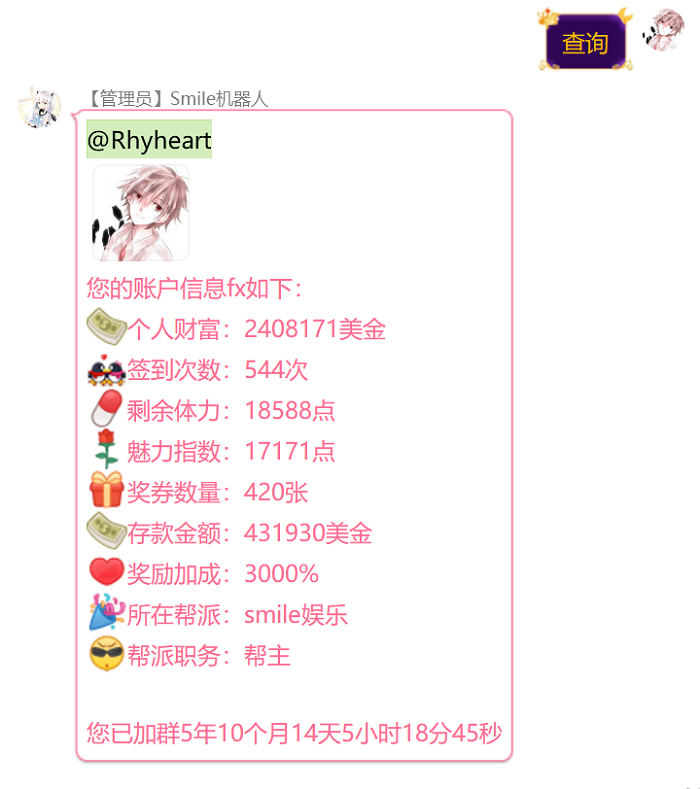 查询
【管理员】Smile机器人
@Rhyheart
您的账户信息fx如下：
个人财富：2408171美金
签到次数：544次
剩余体力：18588点
魅力指数：17171点
奖券数量：420张
存款金额：431930美金
奖励加成：3000%
所在帮派：smile娱乐
帮派职务：帮主
您已加群5年10个月14天5小时18分45秒